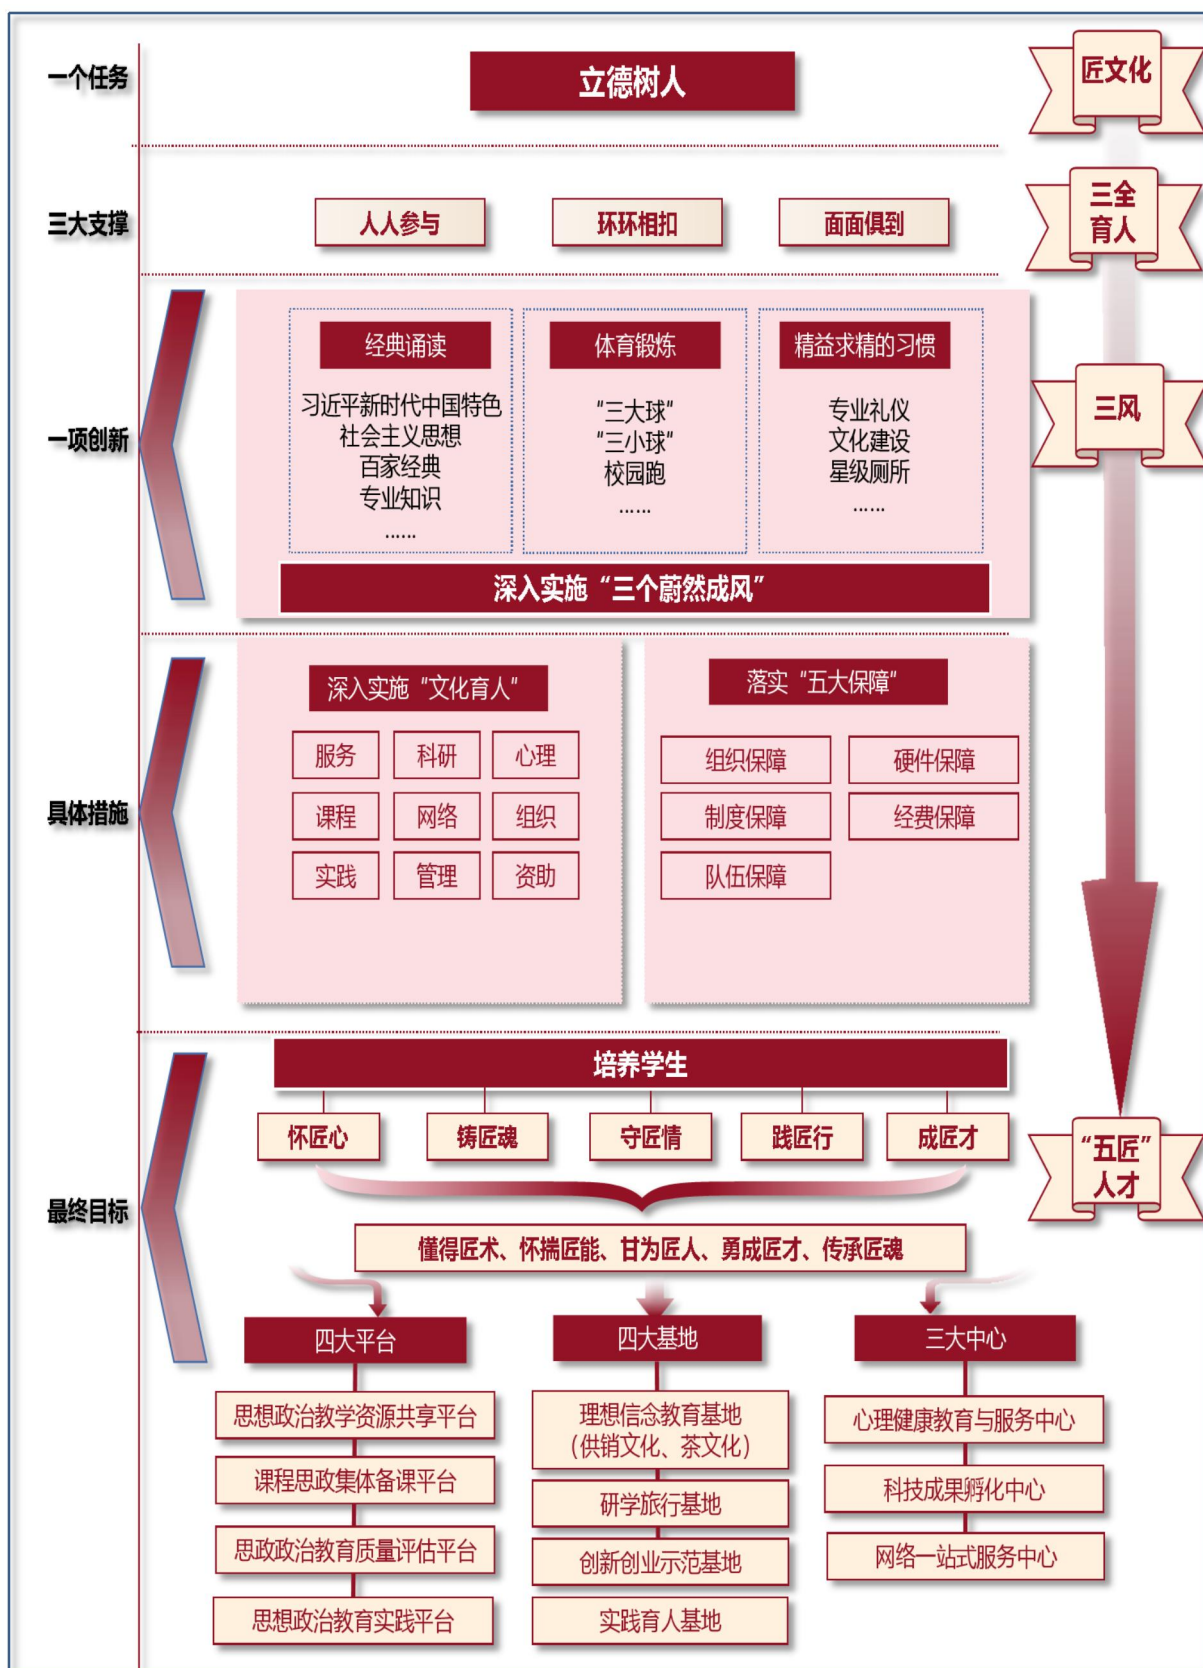 一个任务
立德树人
匠文化
三大支撑
人人参与
环环相扣
面面俱到
三全
育人
一项创新
经典诵读
习近平新时代中国特色
社会主义思想
百家经典
专业知识
……
体育锻炼
“三大球”
“三小球”
校园跑
……
精益求精的习惯
专业礼仪
文化建设
星级厕所
……
三风
深入实施“三个蔚然成风”
具体措施
深入实施“文化育人”
服务
科研
心理
课程
网络
组织
实践
管理
资助
落实“五大保障”
组织保障
硬件保障
制度保障
经费保障
队伍保障
最终目标
培养学生
怀匠心
铸匠魂
守匠情
践匠行
成匠才
“五匠”
人才
懂得匠术、怀揣匠能、甘为匠人、勇成匠才、传承匠魂
四大平台
思想政治教学资源共享平台
课程思政集体备课平台
思政政治教育质量评估平台
思想政治教育实践平台
四大基地
理想信念教育基地
（供销文化、茶文化）
研学旅行基地
创新创业示范基地
实践育人基地
三大中心
心理健康教育与服务中心
科技成果孵化中心
网络一站式服务中心